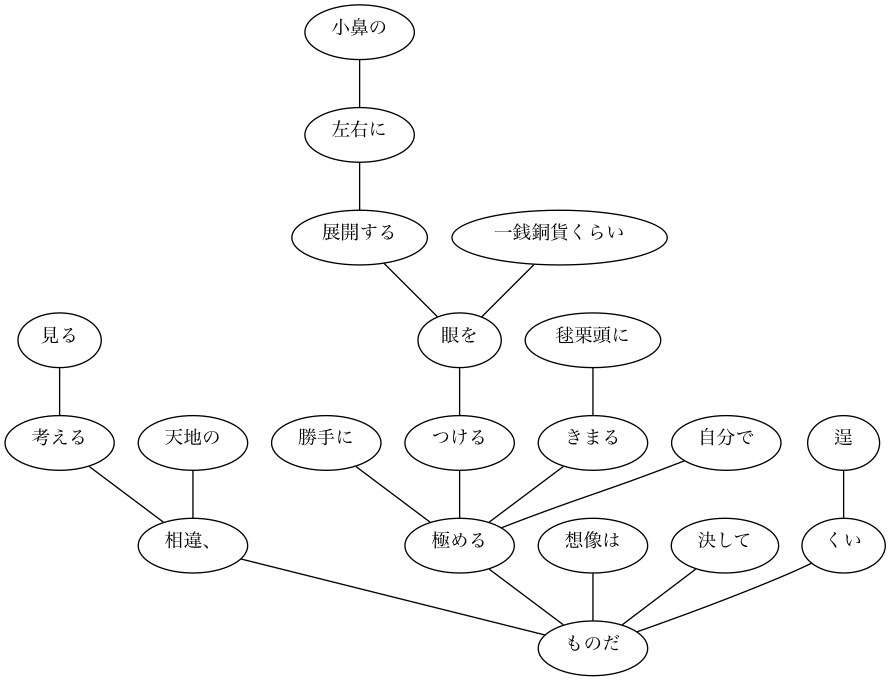 小鼻の
左右に
展開する
一銭銅貨くらい
見る
眼を
毬栗頭に
考える
天地の
勝手に
つける
きまる
自分で
逞
相違、
極める
想像は
決して
くい
ものだ